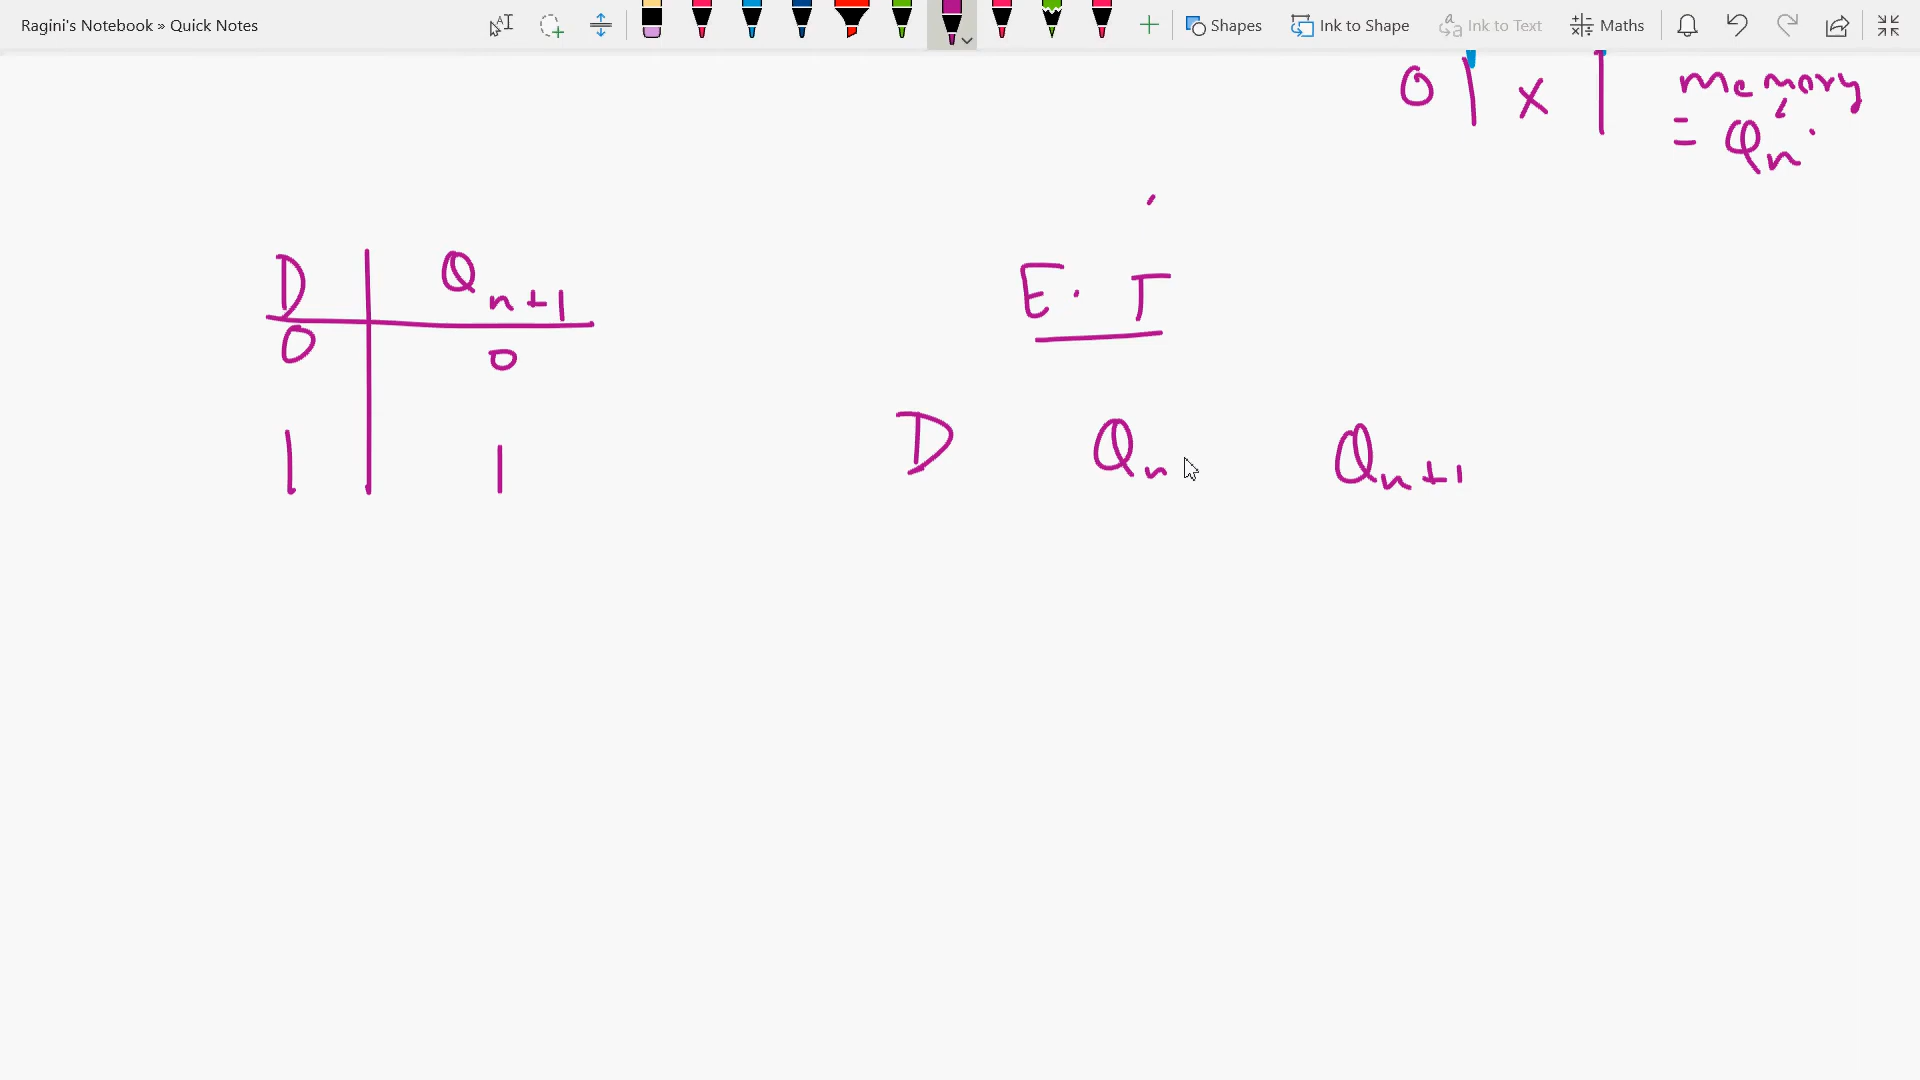 Ragini's Notebook » Quick Notes
Shapes
Ink to Shape
Ink to Text
Maths
0 | x | memory
= Qn
D | Qn+1
0 | 0
1 | 1
E. T
D Qn Qn+1